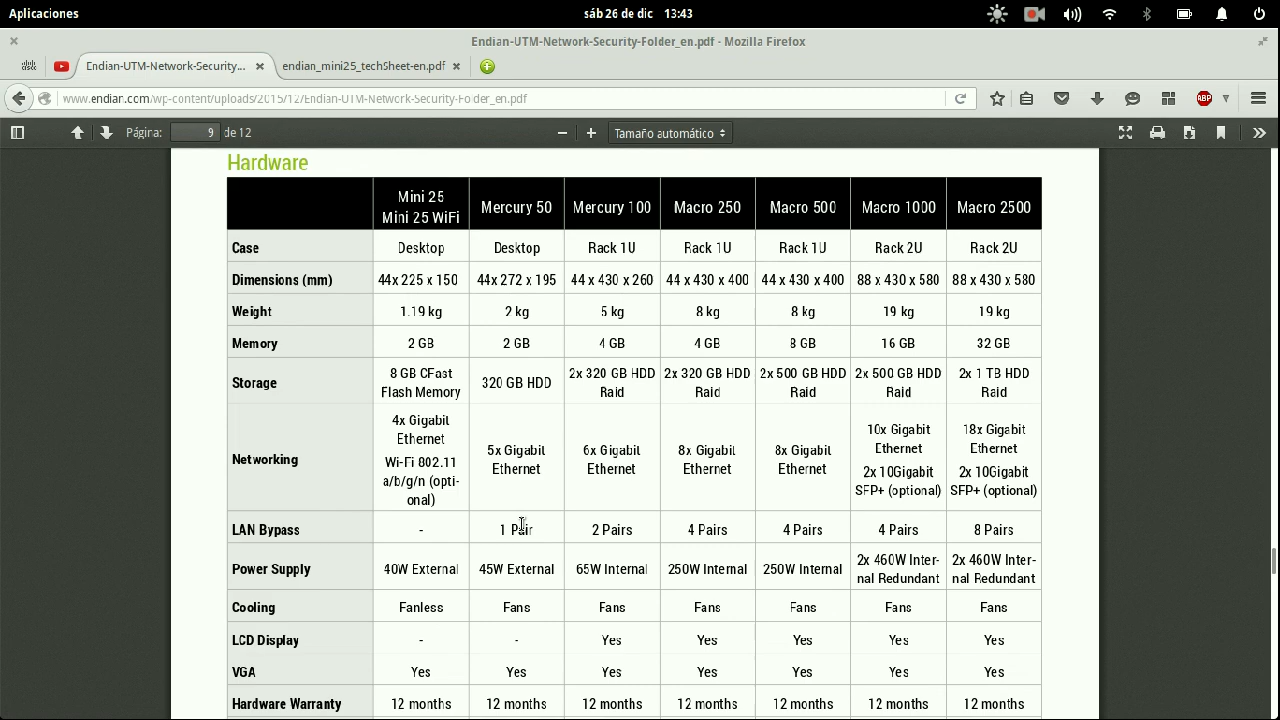 Aplicaciones
sáb 26 de dic 13:43
Endian-UTM-Network-Security-Folder_en.pdf - Mozilla Firefox
Endian-UTM-Network-Security...
endian_mini25_techSheet-en.pdf
www.endian.com/wp-content/uploads/2015/12/Endian-UTM-Network-Security-Folder_en.pdf
ABP
Página: 9 de 12
Tamaño automático
Hardware
Mini 25
Mini 25 WiFi
Mercury 50
Mercury 100
Macro 250
Macro 500
Macro 1000
Macro 2500
Case Desktop Desktop Rack 1U Rack 1U Rack 1U Rack 2U Rack 2U
Dimensions (mm) 44x 225 x 150 44x 272 x 195 44 x 430 x 260 44 x 430 x 400 44 x 430 x 400 88 x 430 x 580 88 x 430 x 580
Weight 1.19 kg 2 kg 5 kg 8 kg 8 kg 19 kg 19 kg
Memory 2 GB 2 GB 4 GB 4 GB 8 GB 16 GB 32 GB
Storage
8 GB CFast
Flash Memory
320 GB HDD
2x 320 GB HDD
Raid
2x 320 GB HDD
Raid
2x 500 GB HDD
Raid
2x 500 GB HDD
Raid
2x 1 TB HDD
Raid
Networking
4x Gigabit
Ethernet
Wi-Fi 802.11
a/b/g/n (opti-
onal)
5x Gigabit
Ethernet
6x Gigabit
Ethernet
8x Gigabit
Ethernet
8x Gigabit
Ethernet
10x Gigabit
Ethernet
2x 10Gigabit
SFP+ (optional)
18x Gigabit
Ethernet
2x 10Gigabit
SFP+ (optional)
LAN Bypass - 1 Pair 2 Pairs 4 Pairs 4 Pairs 4 Pairs 8 Pairs
Power Supply
40W External
45W External
65W Internal
250W Internal
250W Internal
2x 460W Inter-
nal Redundant
2x 460W Inter-
nal Redundant
Cooling Fanless Fans Fans Fans Fans Fans Fans
LCD Display - - Yes Yes Yes Yes Yes
VGA Yes Yes Yes Yes Yes Yes Yes
Hardware Warranty 12 months 12 months 12 months 12 months 12 months 12 months 12 months